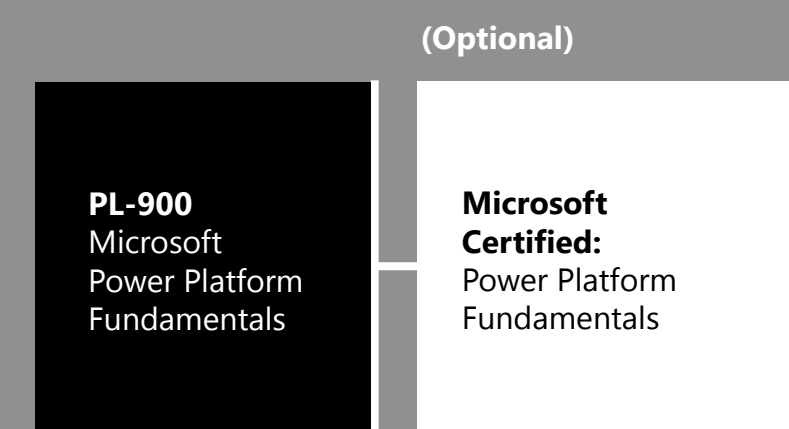 (Optional)
PL-900
Microsoft
Power Platform
Fundamentals
Microsoft
Certified:
Power Platform
Fundamentals